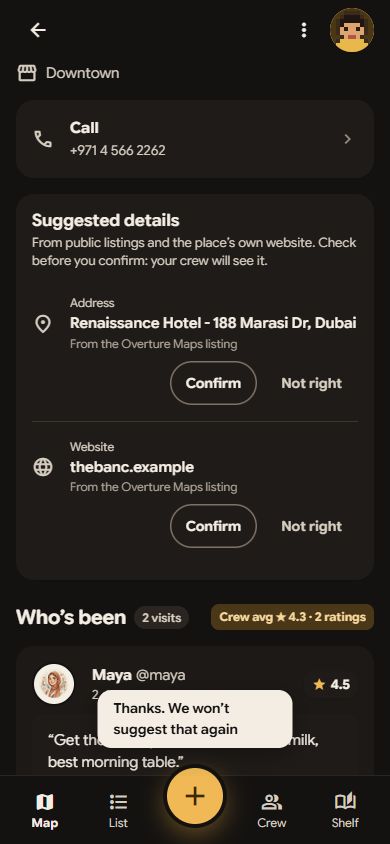 Downtown
Call
+971 4 566 2262
Suggested details
From public listings and the place’s own website. Check
before you confirm: your crew will see it.
Address
Renaissance Hotel - 188 Marasi Dr, Dubai
From the Overture Maps listing
Confirm
Not right
Website
thebanc.example
From the Overture Maps listing
Confirm
Not right
Who’s been
2 visits
Crew avg ★ 4.3 · 2 ratings
Maya @maya
4.5
2
Thanks. We won’t
suggest that again
“Get milk,
best morning table.”
Map
List
Crew
Shelf